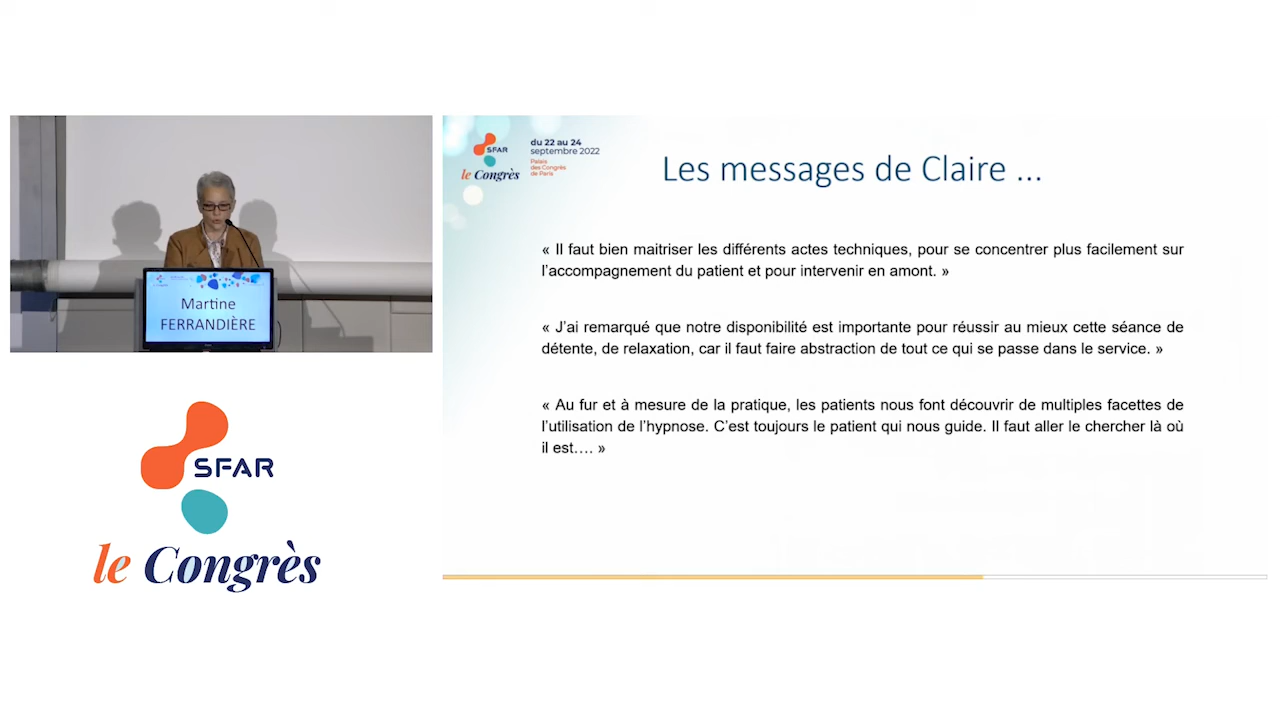 Martine
FERRANDIÈRE
SFAR
le Congrès
SFAR
le Congrès
du 22 au 24
septembre 2022
Palais
des Congrès
de Paris
Les messages de Claire ...
« Il faut bien maitriser les différents actes techniques, pour se concentrer plus facilement sur
l’accompagnement du patient et pour intervenir en amont. »
« J’ai remarqué que notre disponibilité est importante pour réussir au mieux cette séance de
détente, de relaxation, car il faut faire abstraction de tout ce qui se passe dans le service. »
« Au fur et à mesure de la pratique, les patients nous font découvrir de multiples facettes de
l’utilisation de l’hypnose. C’est toujours le patient qui nous guide. Il faut aller le chercher là où
il est…. »